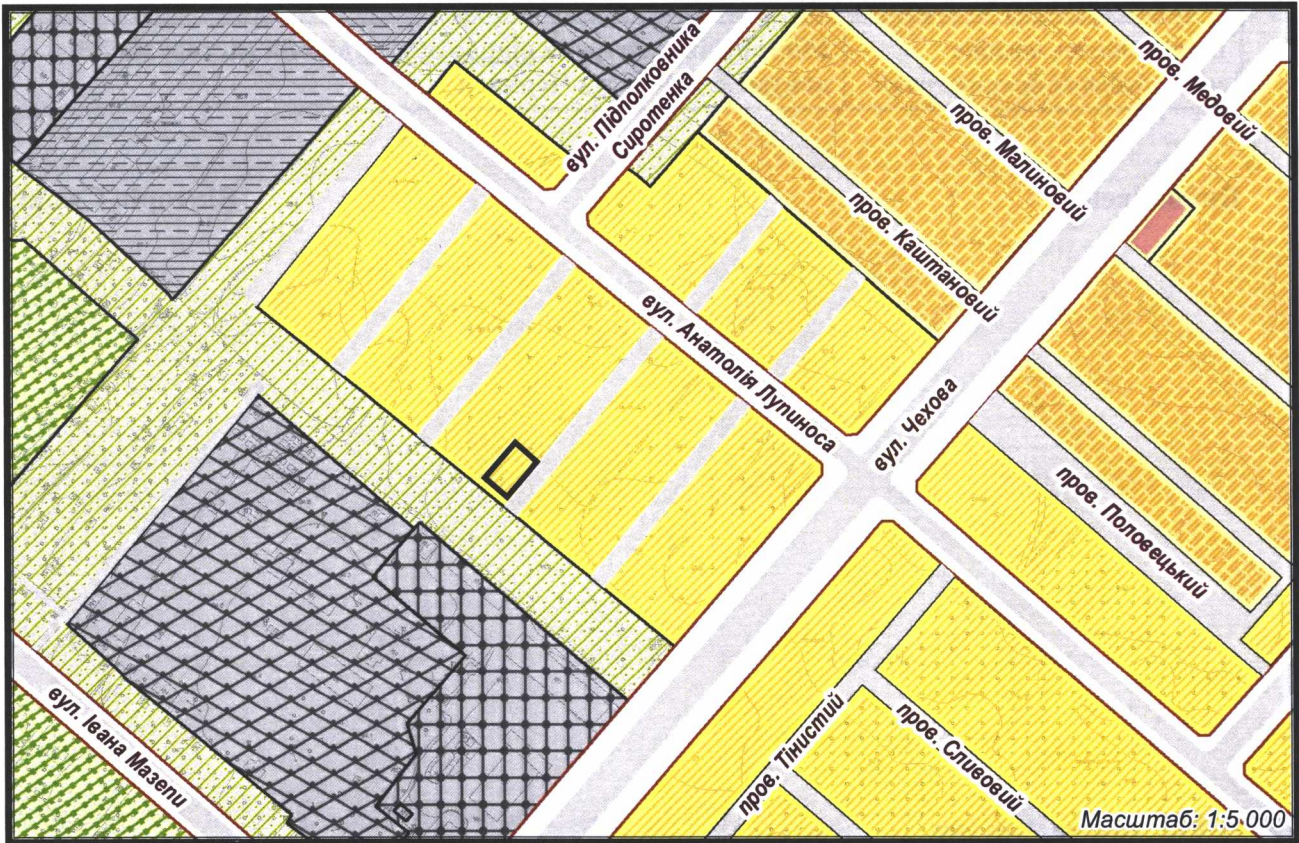 вул. Підполковника
Сиротенка
пров. Медовий
пров. Малиновий
пров. Каштановий
вул. Анатолія Лупиноса
вул. Чехова
пров. Половецький
вул. Івана Мазепи
пров. Тінистий
пров. Сливовий
Масштаб: 1:5 000